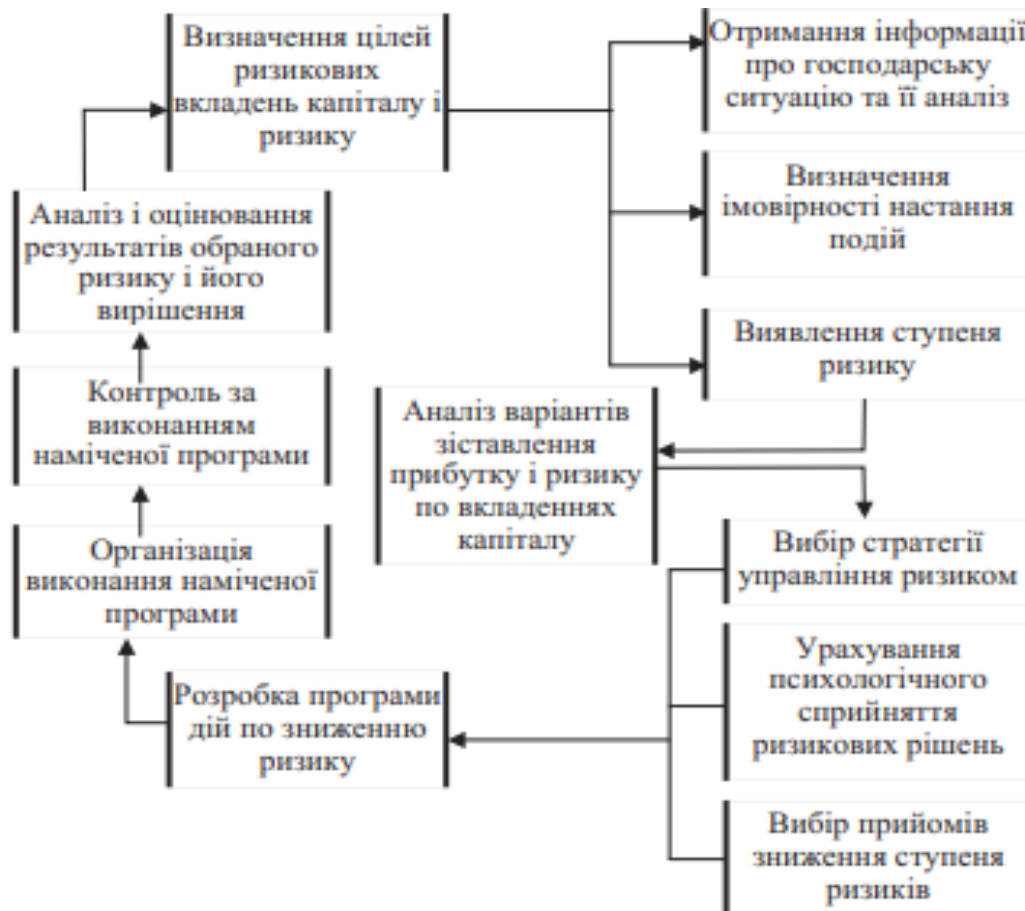 Визначення цілей
ризикових
вкладень капіталу і
ризику
Отримання інформації
про господарську
ситуацію та її аналіз
Визначення
імовірності настання
подій
Виявлення ступеня
ризику
Аналіз варіантів
зіставлення
прибутку і ризику
по вкладеннях
капіталу
Вибір стратегії
управління ризиком
Урахування
психологічного
сприйняття
ризикових рішень
Вибір прийомів
зниження ступеня
ризиків
Розробка програми
дій по зниженню
ризику
Організація
виконання наміченої
програми
Контроль за
виконанням
наміченої програми
Аналіз і оцінювання
результатів обраного
ризику і його
вирішення